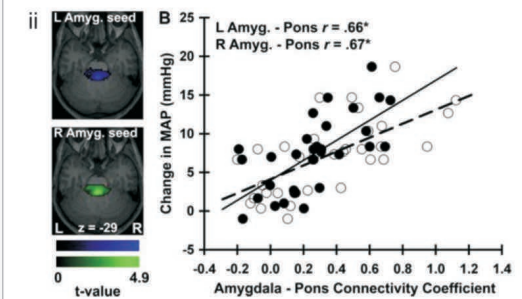 ii
L Amyg. seed
R Amyg. seed
L z = -29 R
0 4.9
t-value
B
L Amyg. - Pons r = .66*
R Amyg. - Pons r = .67*
Change in MAP (mmHg)
25
20
15
10
5
0
-5
-0.4 -0.2 0.0 0.2 0.4 0.6 0.8 1.0 1.2 1.4
Amygdala - Pons Connectivity Coefficient